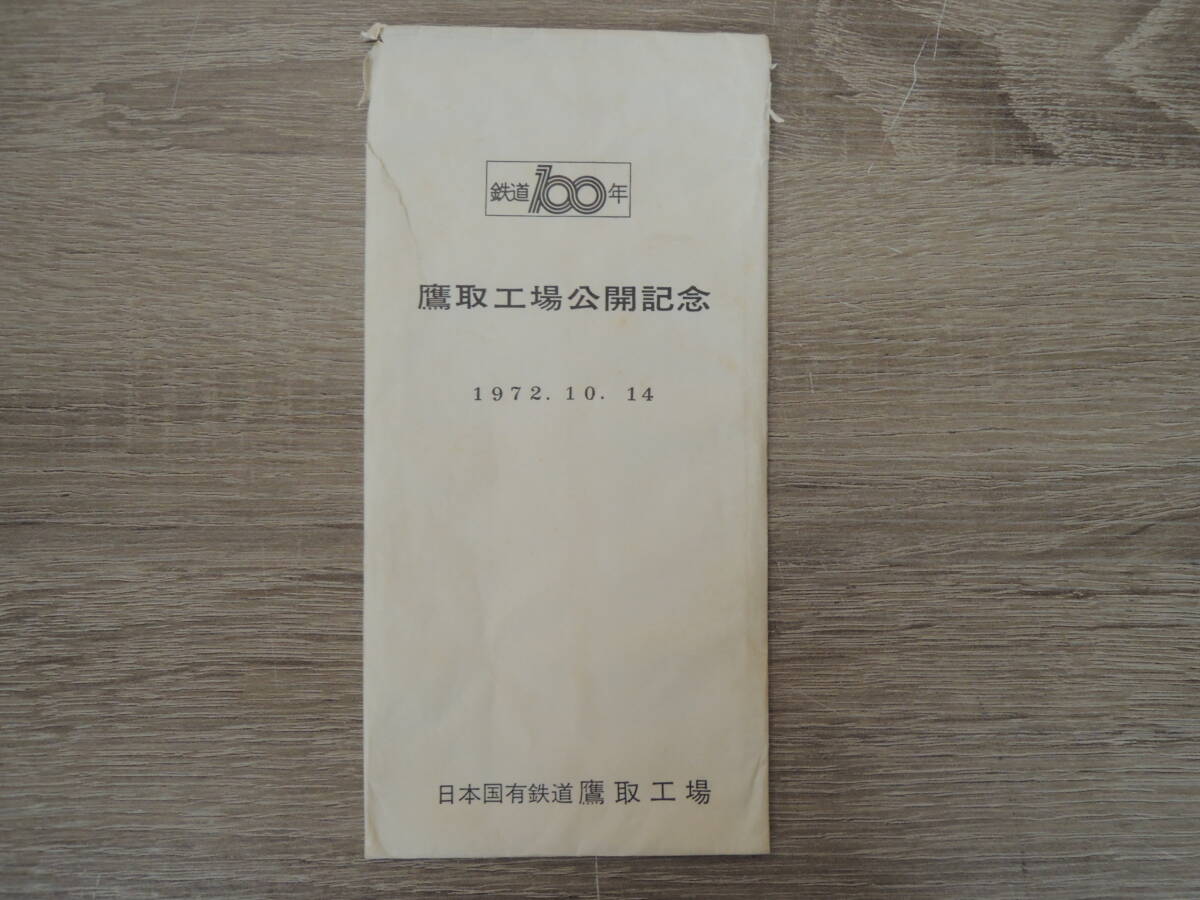 鉄道100年
鷹取工場公開記念
1972. 10. 14
日本国有鉄道 鷹取工場